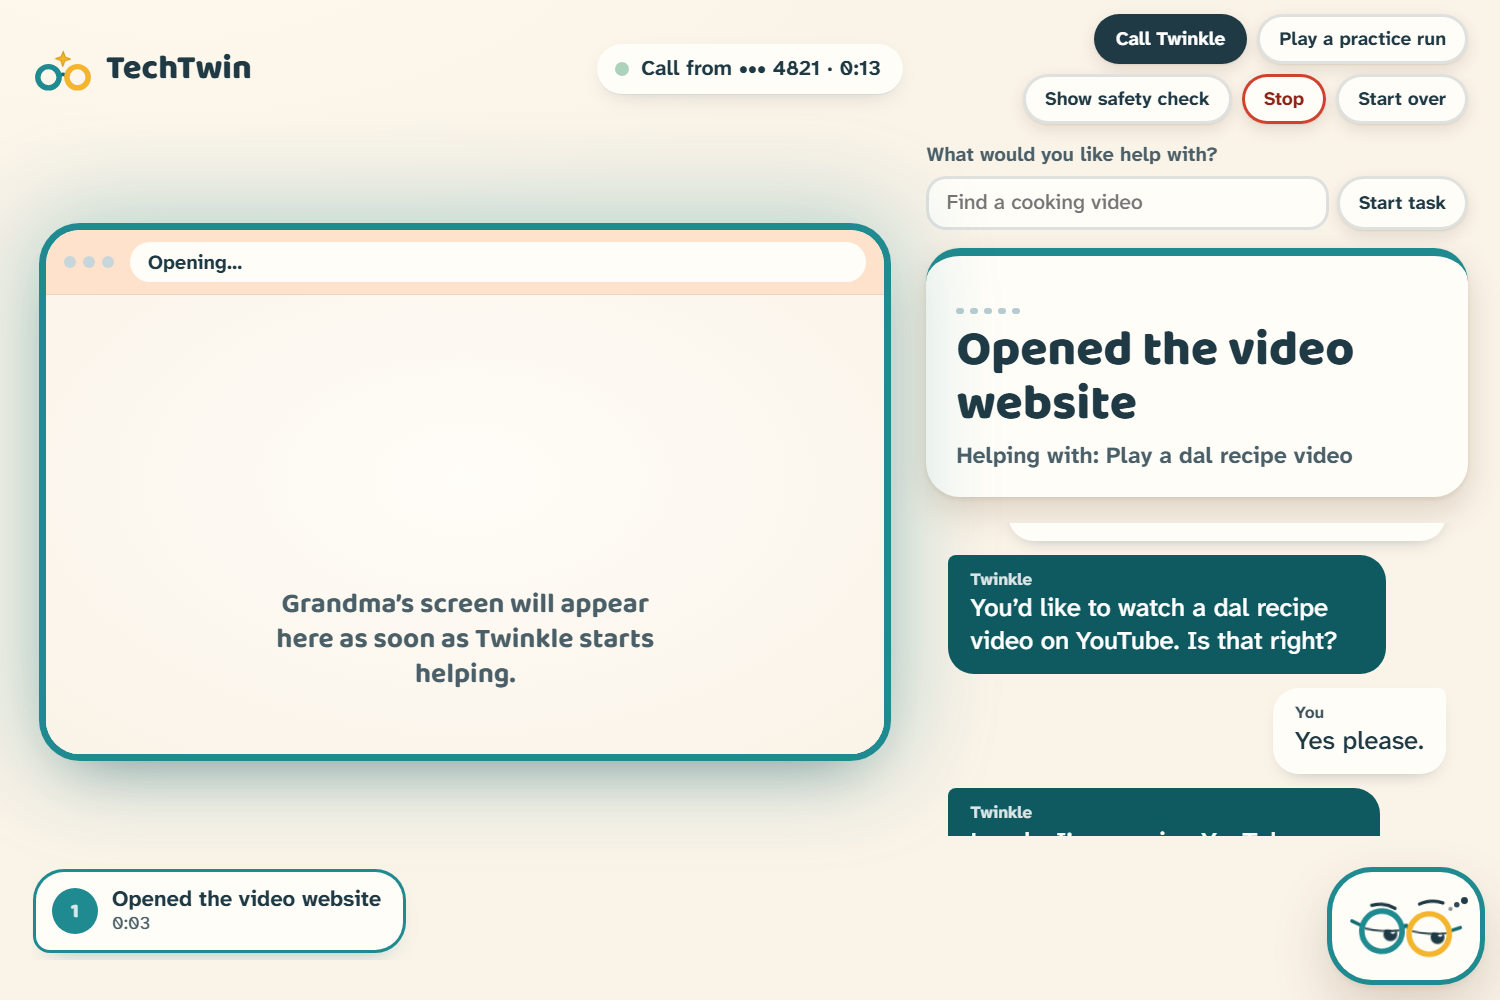 TechTwin
Call from ••• 4821 · 0:13
Call Twinkle
Play a practice run
Show safety check
Stop
Start over
What would you like help with?
Find a cooking video
Start task
Opening...
Grandma's screen will appear
here as soon as Twinkle starts
helping.
Opened the video
website
Helping with: Play a dal recipe video
Twinkle
You'd like to watch a dal recipe
video on YouTube. Is that right?
You
Yes please.
Twinkle
1
Opened the video website
0:03